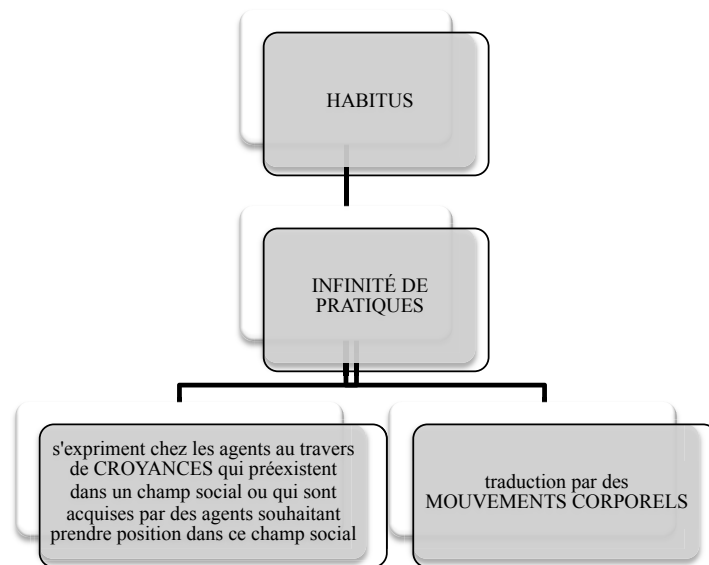 HABITUS
INFINITÉ DE
PRATIQUES
s'expriment chez les agents au travers
de CROYANCES qui préexistent
dans un champ social ou qui sont
acquises par des agents souhaitant
prendre position dans ce champ social
traduction par des
MOUVEMENTS CORPORELS